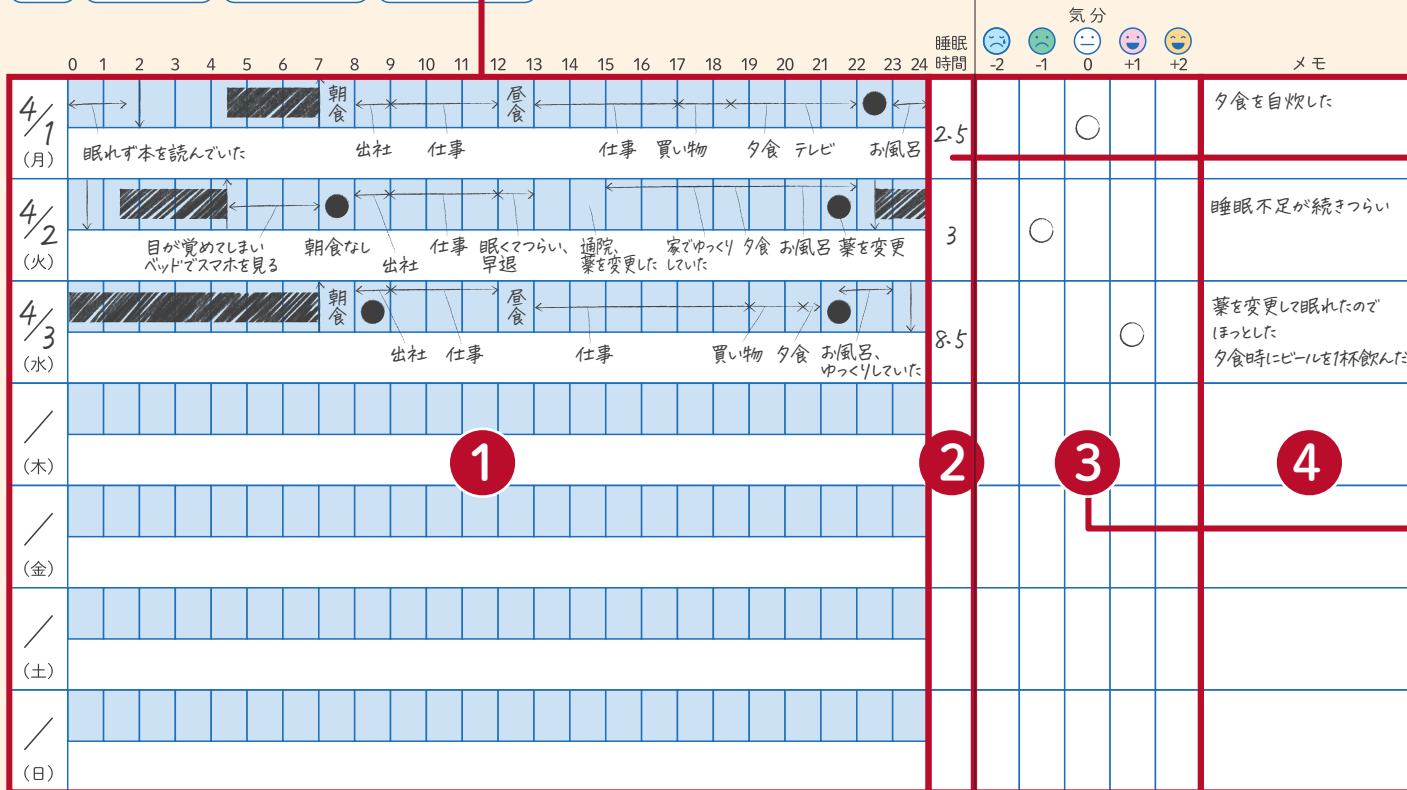 気分
睡眠
時間
0 1 2 3 4 5 6 7 8 9 10 11 12 13 14 15 16 17 18 19 20 21 22 23 24
-2 -1 0 +1 +2
メモ
4/1
(月)
朝食
昼食
眠れず本を読んでいた
出社
仕事
仕事
買い物
夕食
テレビ
お風呂
2.5
夕食を自炊した
4/2
(火)
目が覚めてしまい
ベッドでスマホを見る
朝食なし
出社
仕事
眠くてつらい、
早退
通院、
薬を変更した
家でゆっくり
していた
夕食
お風呂
薬を変更
3
睡眠不足が続きつらい
4/3
(水)
朝食
昼食
出社
仕事
仕事
買い物
夕食
お風呂、
ゆっくりしていた
8.5
薬を変更して眠れたので
ほっとした
夕食時にビールを1杯飲んだ
/
(木)
1
2
3
4
/
(金)
/
(土)
/
(日)